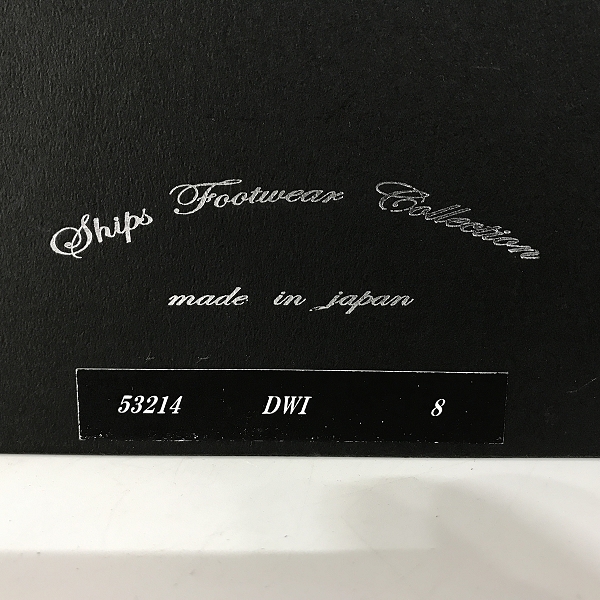 Ships Footwear Collection
made in japan
53214 DWI 8